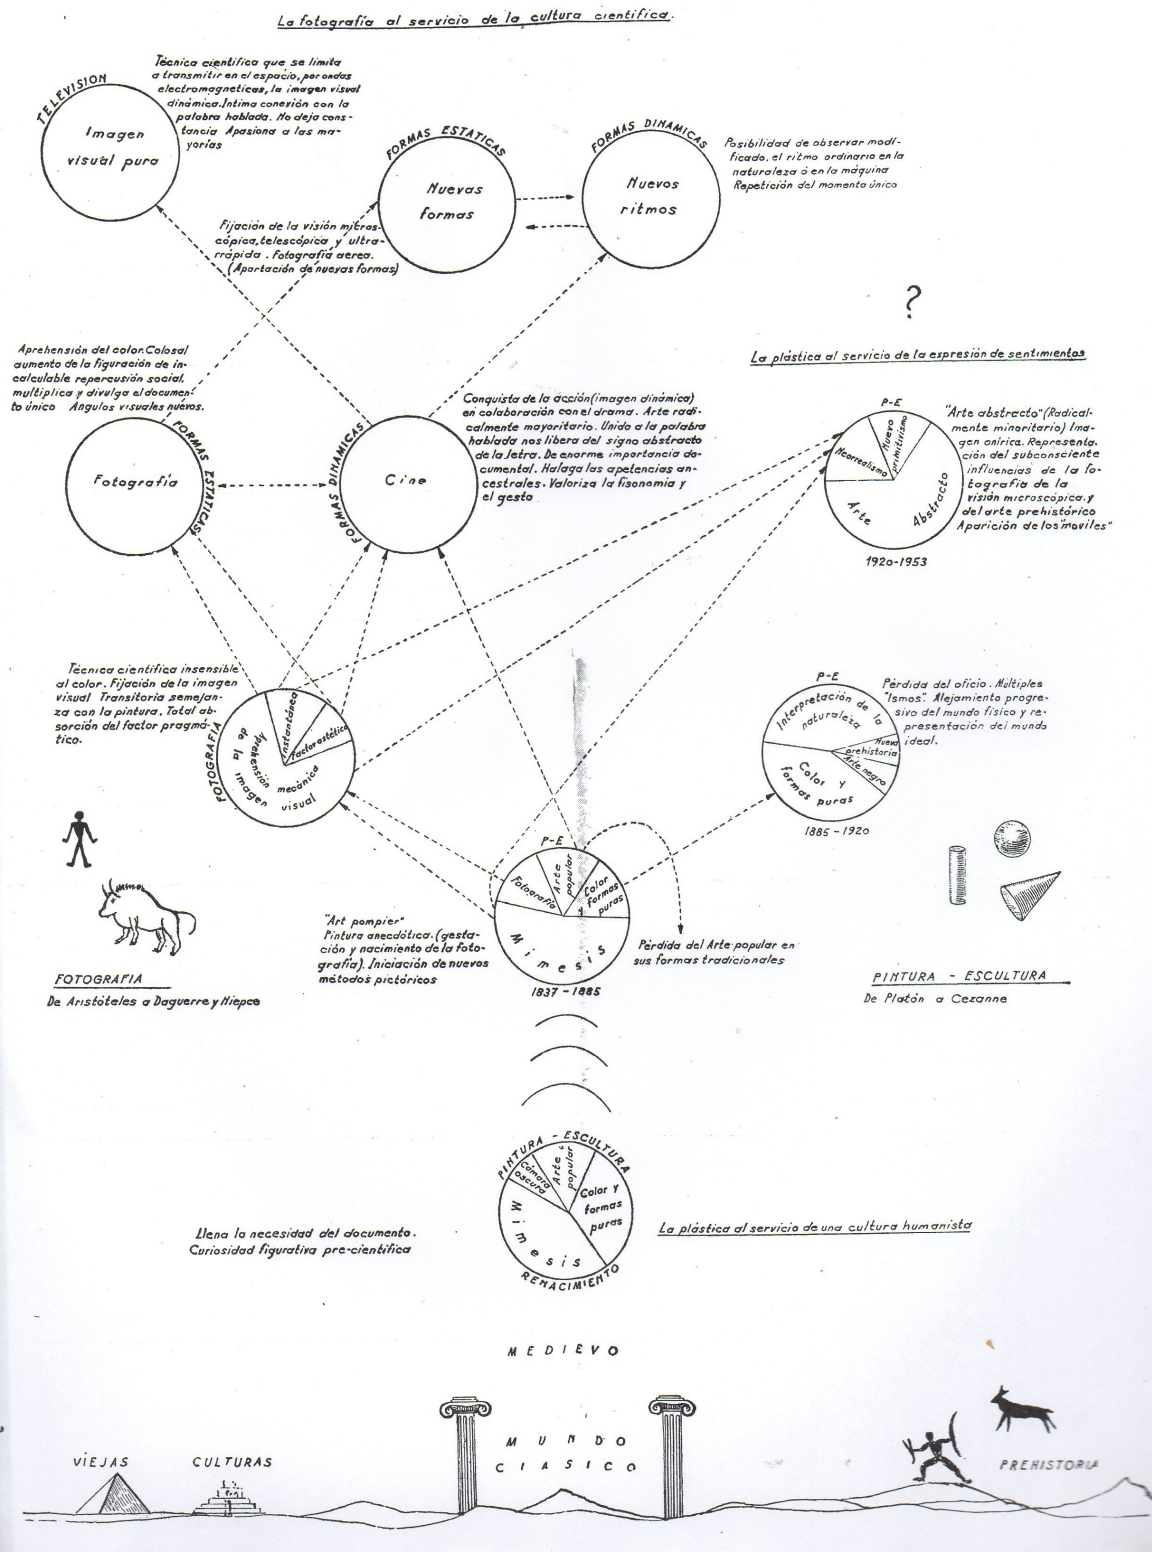 La fotografía al servicio de la cultura científica.
TELEVISION
Imagen
visual pura
Técnica científica que se limita
a transmitir en el espacio, por ondas
electromagneticas, la imagen visual
dinámica. Intima conexión con la
palabra hablada. No deja cons-
tancia Apasiona a las ma-
yorías
FORMAS ESTATICAS
Nuevas
formas
FORMAS DINAMICAS
Nuevos
ritmos
Posibilidad de observar modi-
ficado, el ritmo ordinario en la
naturaleza ó en la máquina
Repetición del momento único
Fijación de la visión micros-
cópica, telescópica y ultra-
rrápida. Fotografía aerea.
(Aportación de nuevas formas)
?
La plástica al servicio de la expresión de sentimientos
Aprehensión del color. Colosal
aumento de la figuración de in-
calculable repercusión social,
multiplica y divulga el documen-
to único Angulos visuales nuevos.
Fotografía
FORMAS ESTATICAS
FORMAS DINAMICAS
Cine
Conquista de la acción (imagen dinámica)
en colaboración con el drama. Arte radi-
calmente mayoritario. Unido a la palabra
hablada nos libera del signo abstracto
de la letra. De enorme importancia do-
cumental. Halaga las apetencias an-
cestrales. Valoriza la fisonomia y
el gesto
P-E
Neorrealismo
Nuevo
primitivismo
Arte Abstracto
1920-1953
"Arte abstracto" (Radical-
mente minoritario) Ima-
gen onírica. Representa-
ción del subconsciente
influencias de la fo-
tografía de la
visión microscópica. y
del arte prehistórico
Aparición de los "moviles"
Técnica científica insensible
al color. Fijación de la imagen
visual Transitoria semejan-
za con la pintura. Total ab-
sorción del factor pragmá-
tico.
FOTOGRAFIA
Instantánea
Factor estético
Aprehensión mecánica
de la imagen visual
P-E
Interpretación de la
naturaleza
Nueva
prehistoria
Arte negro
Color y
formas puras
1885-1920
Pérdida del oficio. Múltiples
"Ismos". Alejamiento progre-
sivo del mundo físico y re-
presentación del mundo
ideal.
P-E
Fotografía
Arte
popular
Color y
formas
puras
Mimesis
1837-1885
"Art pompier"
Pintura anecdótica. (gesta-
ción y nacimiento de la foto-
grafía). Iniciación de nuevos
métodos pictóricos
Pérdida del Arte popular en
sus formas tradicionales
FOTOGRAFIA
De Aristóteles a Daguerre y Niepce
PINTURA - ESCULTURA
De Platón a Cezanne
PINTURA - ESCULTURA
Cámara
oscura
Arte
popular
Color y
formas
puras
Mimesis
RENACIMIENTO
Llena la necesidad del documento.
Curiosidad figurativa pre-científica
La plástica al servicio de una cultura humanista
MEDIEVO
MUNDO
CLASICO
VIEJAS CULTURAS
PREHISTORIA